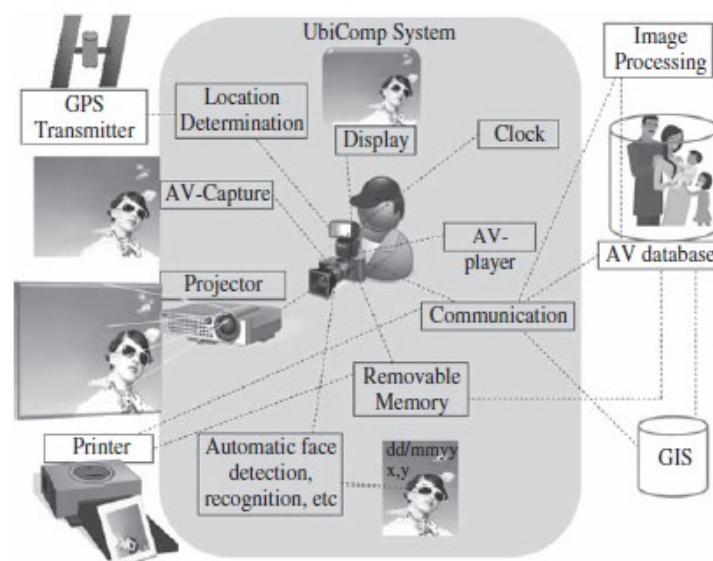 UbiComp System
Image
Processing
GPS
Transmitter
Location
Determination
Display
Clock
AV-Capture
AV-
player
AV database
Projector
Communication
Removable
Memory
Printer
Automatic face
detection,
recognition, etc
dd/mmyy
x,y
GIS